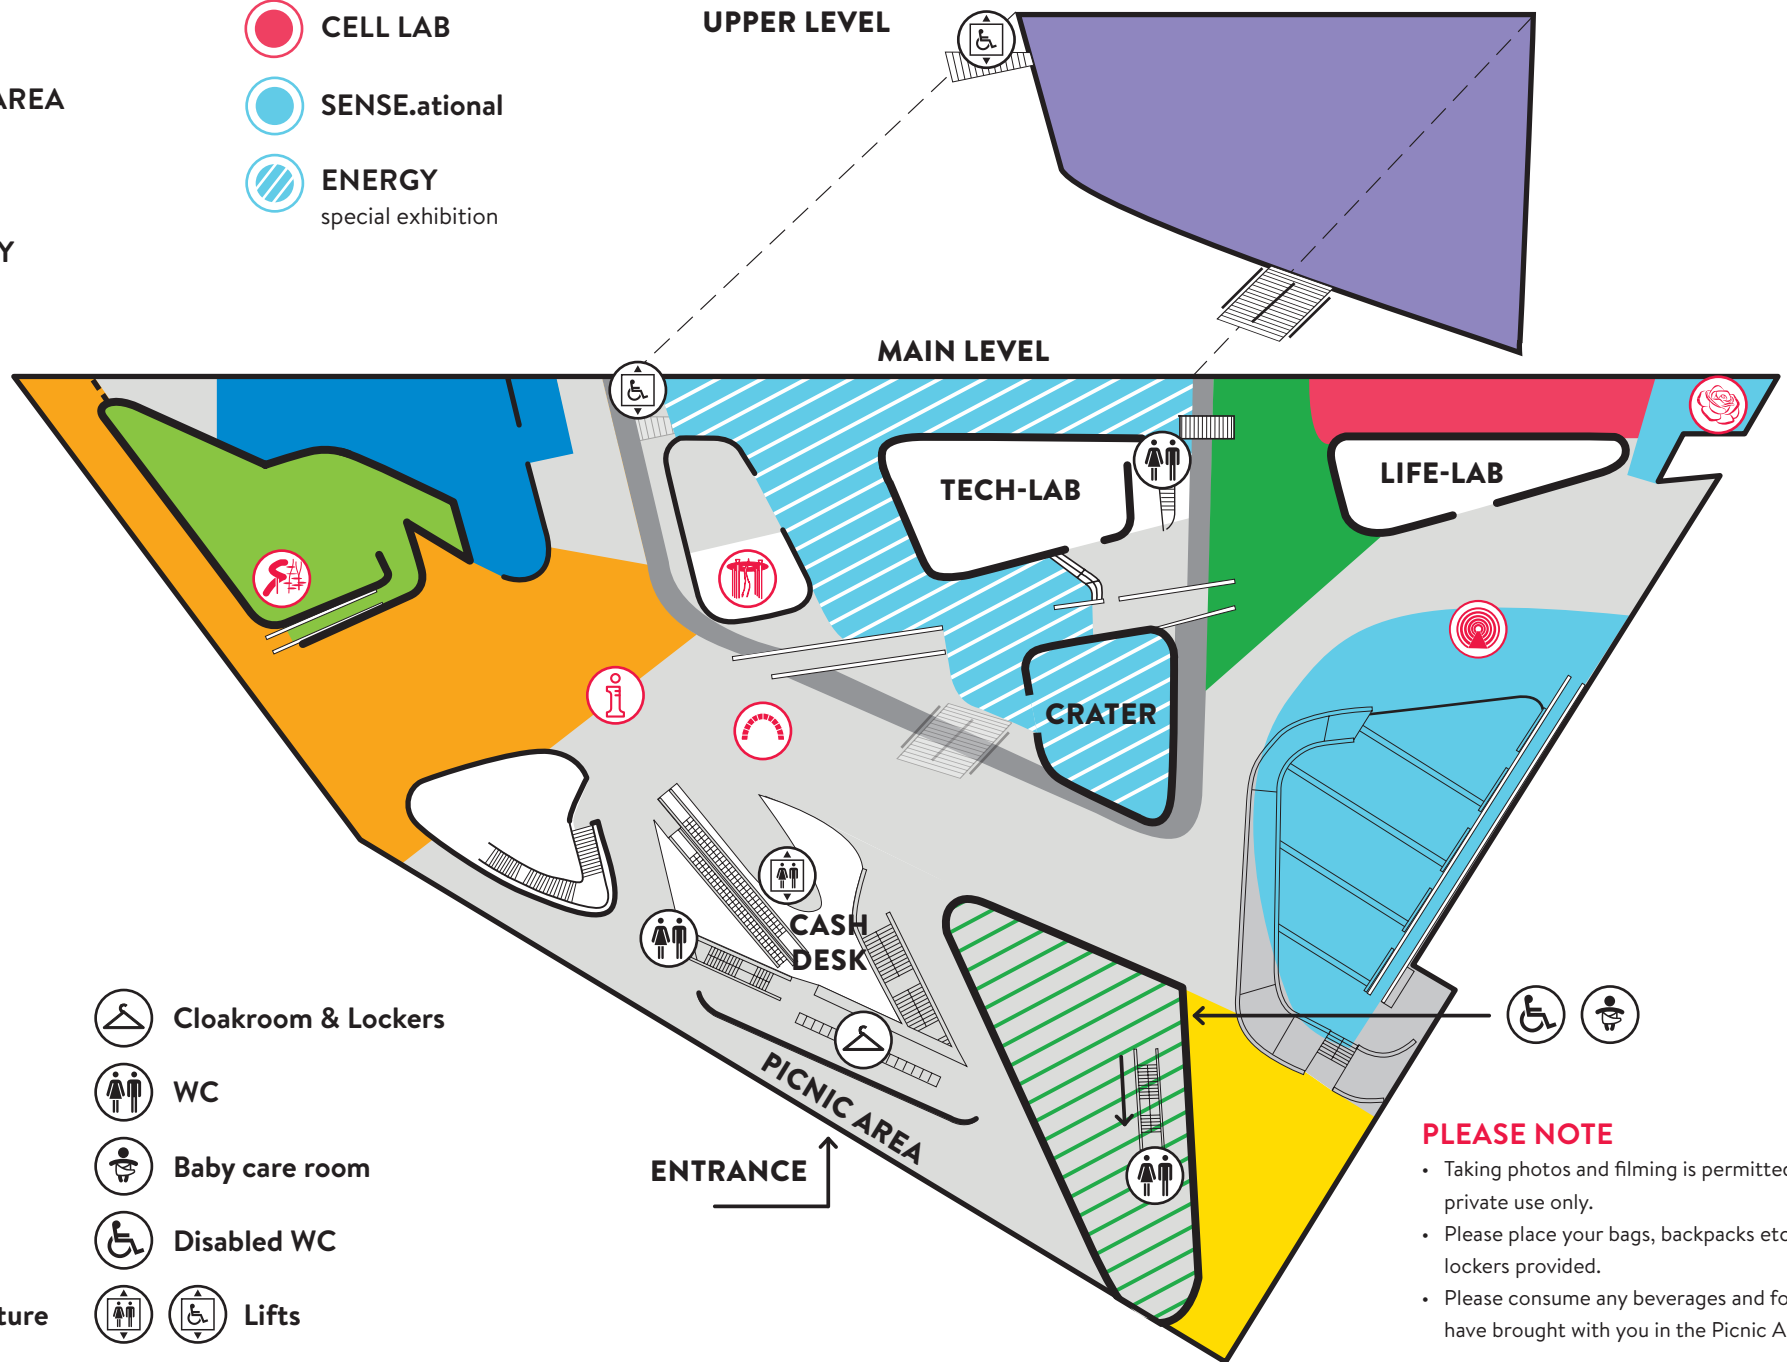 CELL LAB
UPPER LEVEL
AREA
SENSE.ational
ENERGY
special exhibition
Y
MAIN LEVEL
TECH-LAB
LIFE-LAB
CRATER
CASH
DESK
PICNIC AREA
ENTRANCE
Cloakroom & Lockers
WC
Baby care room
Disabled WC
ture
Lifts
PLEASE NOTE
• Taking photos and filming is permitted
private use only.
• Please place your bags, backpacks etc
lockers provided.
• Please consume any beverages and fo
have brought with you in the Picnic A